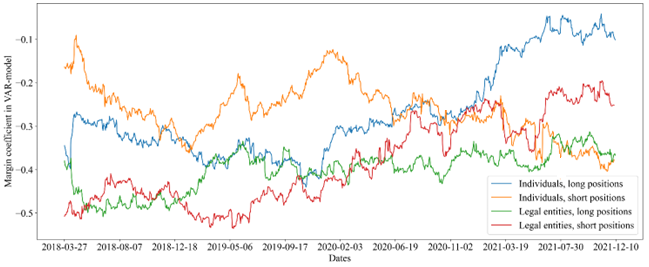 Margin coefficient in VAR-model
−0.1
−0.2
−0.3
−0.4
−0.5
Individuals, long positions
Individuals, short positions
Legal entities, long positions
Legal entities, short positions
2018-03-27 2018-08-07 2018-12-18 2019-05-06 2019-09-17 2020-02-03 2020-06-19 2020-11-02 2021-03-19 2021-07-30 2021-12-10
Dates